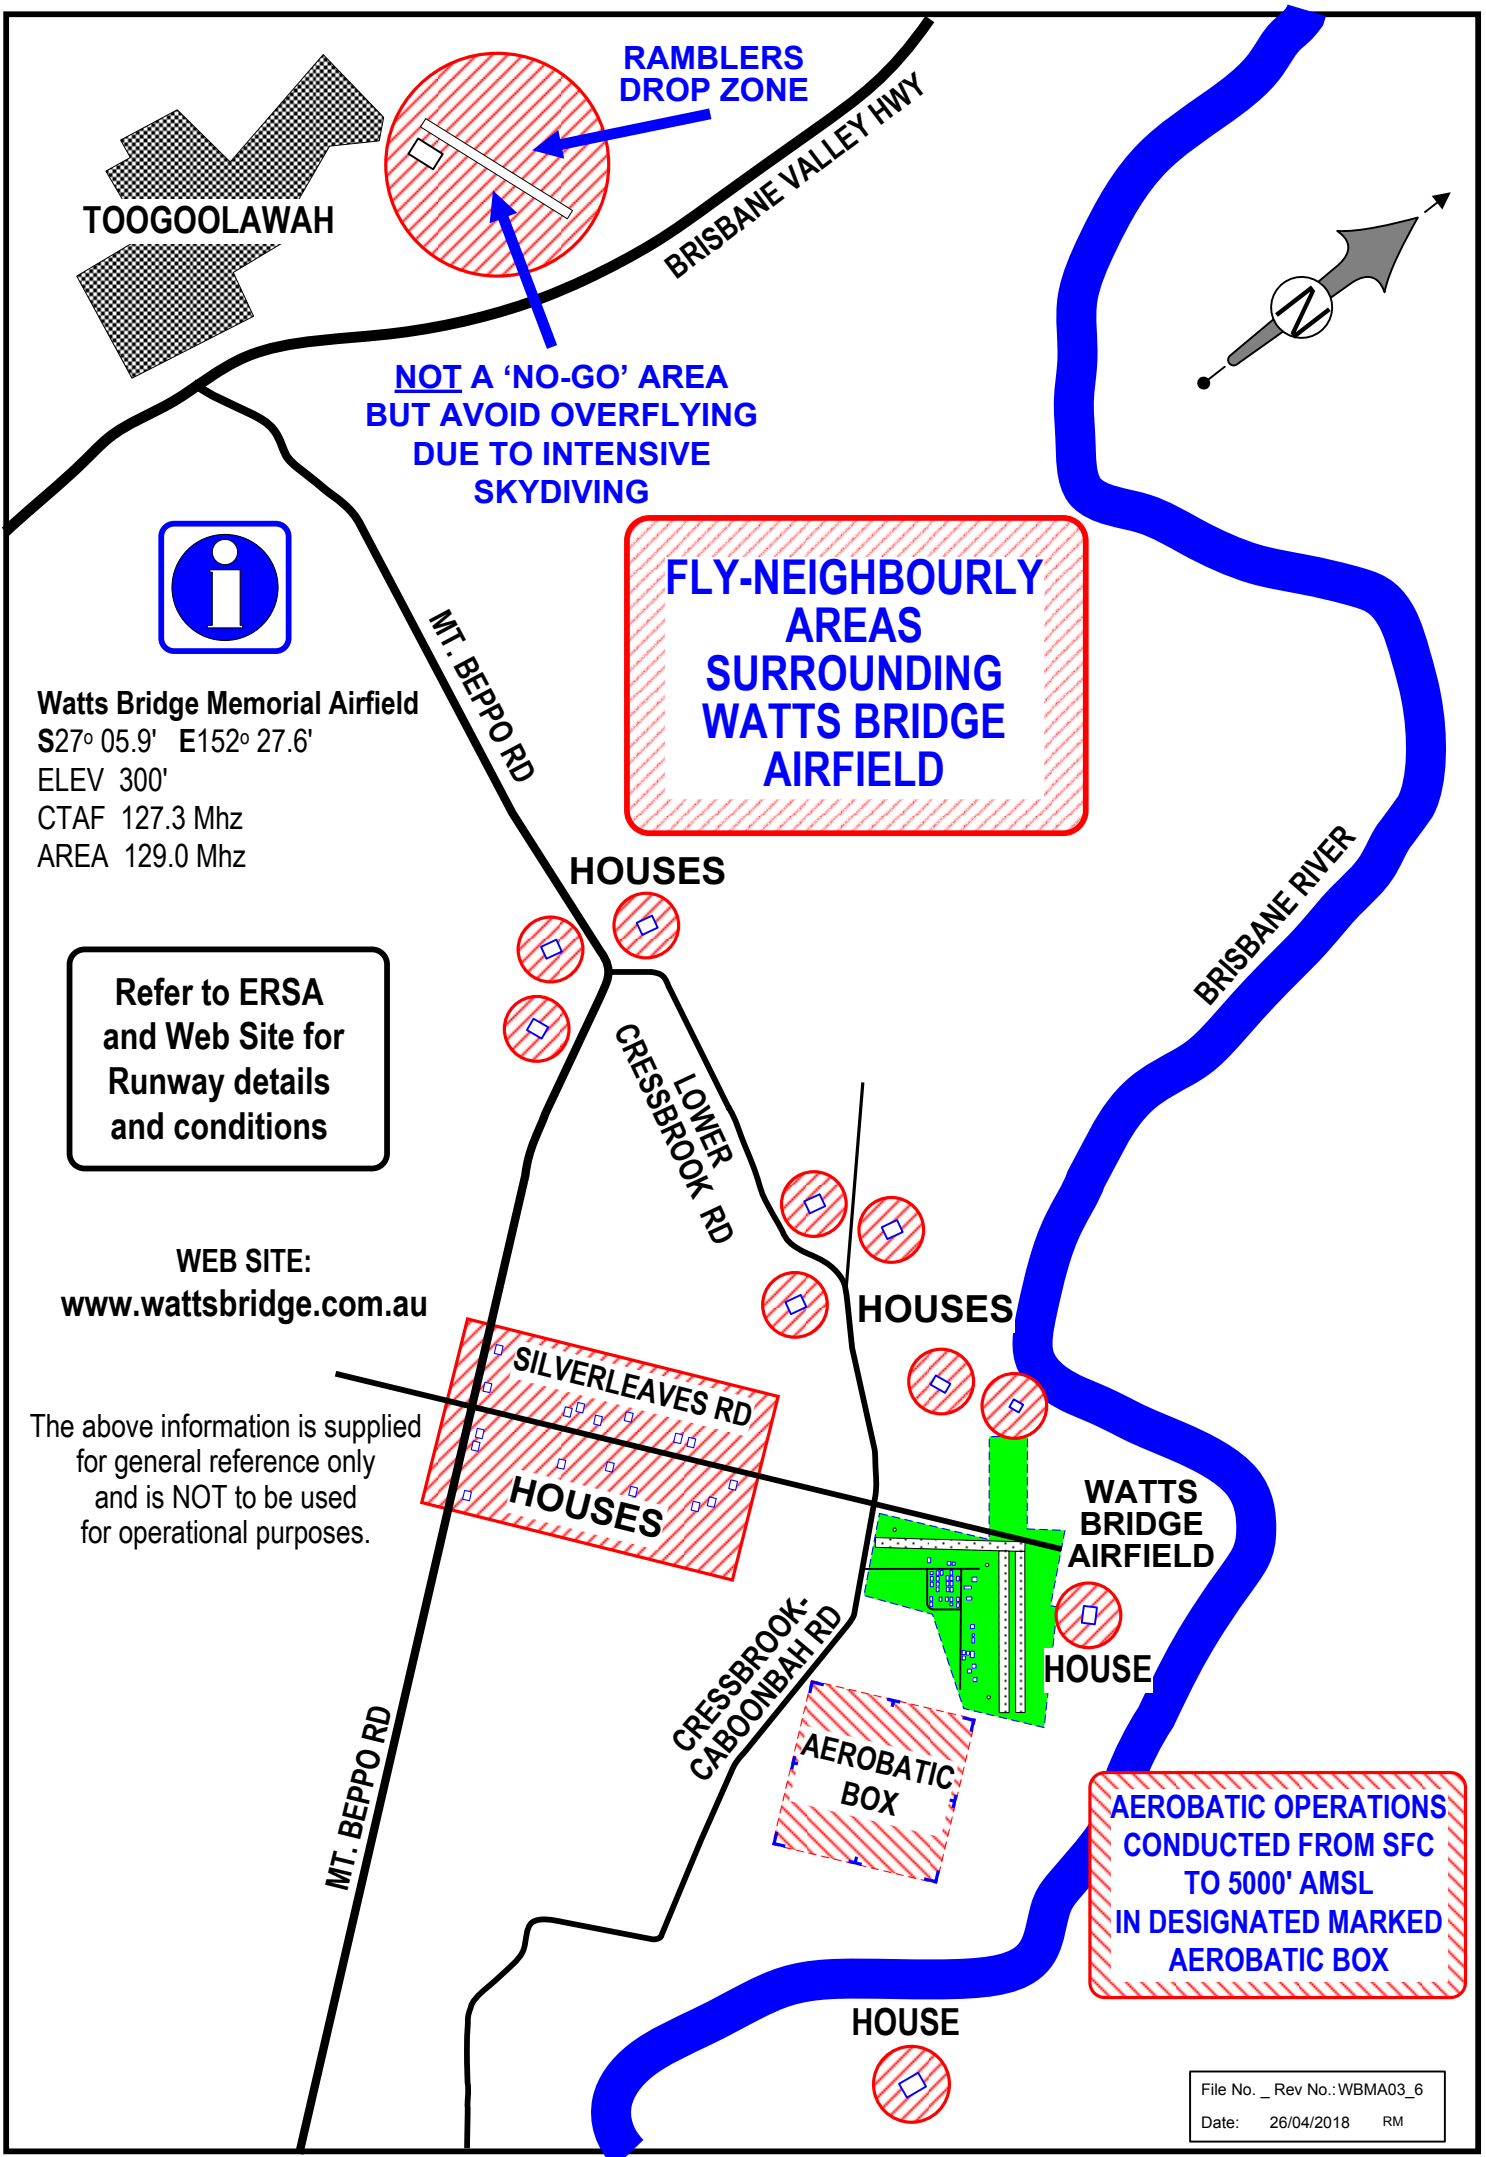 RAMBLERS
DROP ZONE
BRISBANE VALLEY HWY
TOOGOOLAWAH
N
NOT A ‘NO-GO’ AREA
BUT AVOID OVERFLYING
DUE TO INTENSIVE
SKYDIVING
i
FLY-NEIGHBOURLY
AREAS
SURROUNDING
WATTS BRIDGE
AIRFIELD
MT. BEPPO RD
Watts Bridge Memorial Airfield
S27º 05.9' E152º 27.6'
ELEV 300'
CTAF 127.3 Mhz
AREA 129.0 Mhz
HOUSES
BRISBANE RIVER
Refer to ERSA
and Web Site for
Runway details
and conditions
LOWER
CRESSBROOK RD
WEB SITE:
www.wattsbridge.com.au
HOUSES
SILVERLEAVES RD
HOUSES
The above information is supplied
for general reference only
and is NOT to be used
for operational purposes.
WATTS
BRIDGE
AIRFIELD
HOUSE
CRESSBROOK-
CABOONBAH RD
MT. BEPPO RD
AEROBATIC
BOX
AEROBATIC OPERATIONS
CONDUCTED FROM SFC
TO 5000' AMSL
IN DESIGNATED MARKED
AEROBATIC BOX
HOUSE
File No. _ Rev No.: WBMA03_6
Date: 26/04/2018 RM